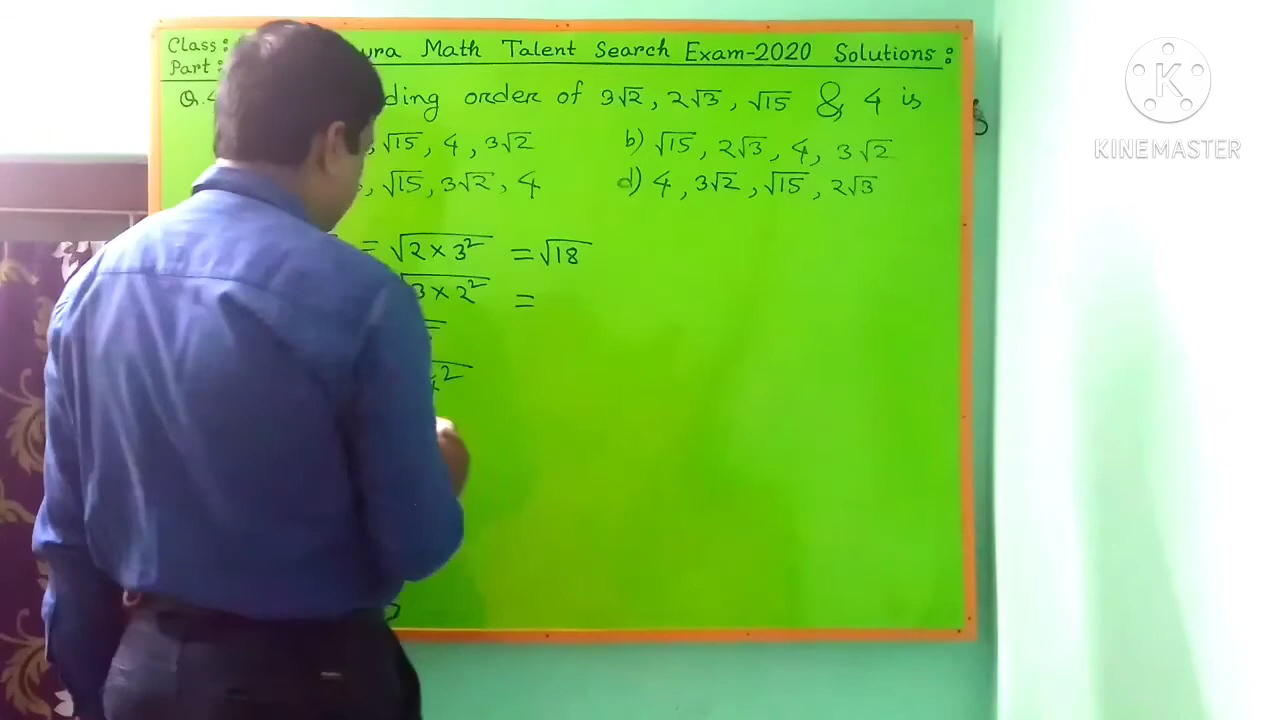 Class: ura Math Talent Search Exam-2020 Solutions:
Part:
Q.4 ding order of 3√2, 2√3, √15 & 4 is
, √15, 4, 3√2 b) √15, 2√3, 4, 3√2
, √15, 3√2, 4 d) 4, 3√2, √15, 2√3
= √2×3² = √18
3×2² =
K
KINEMASTER